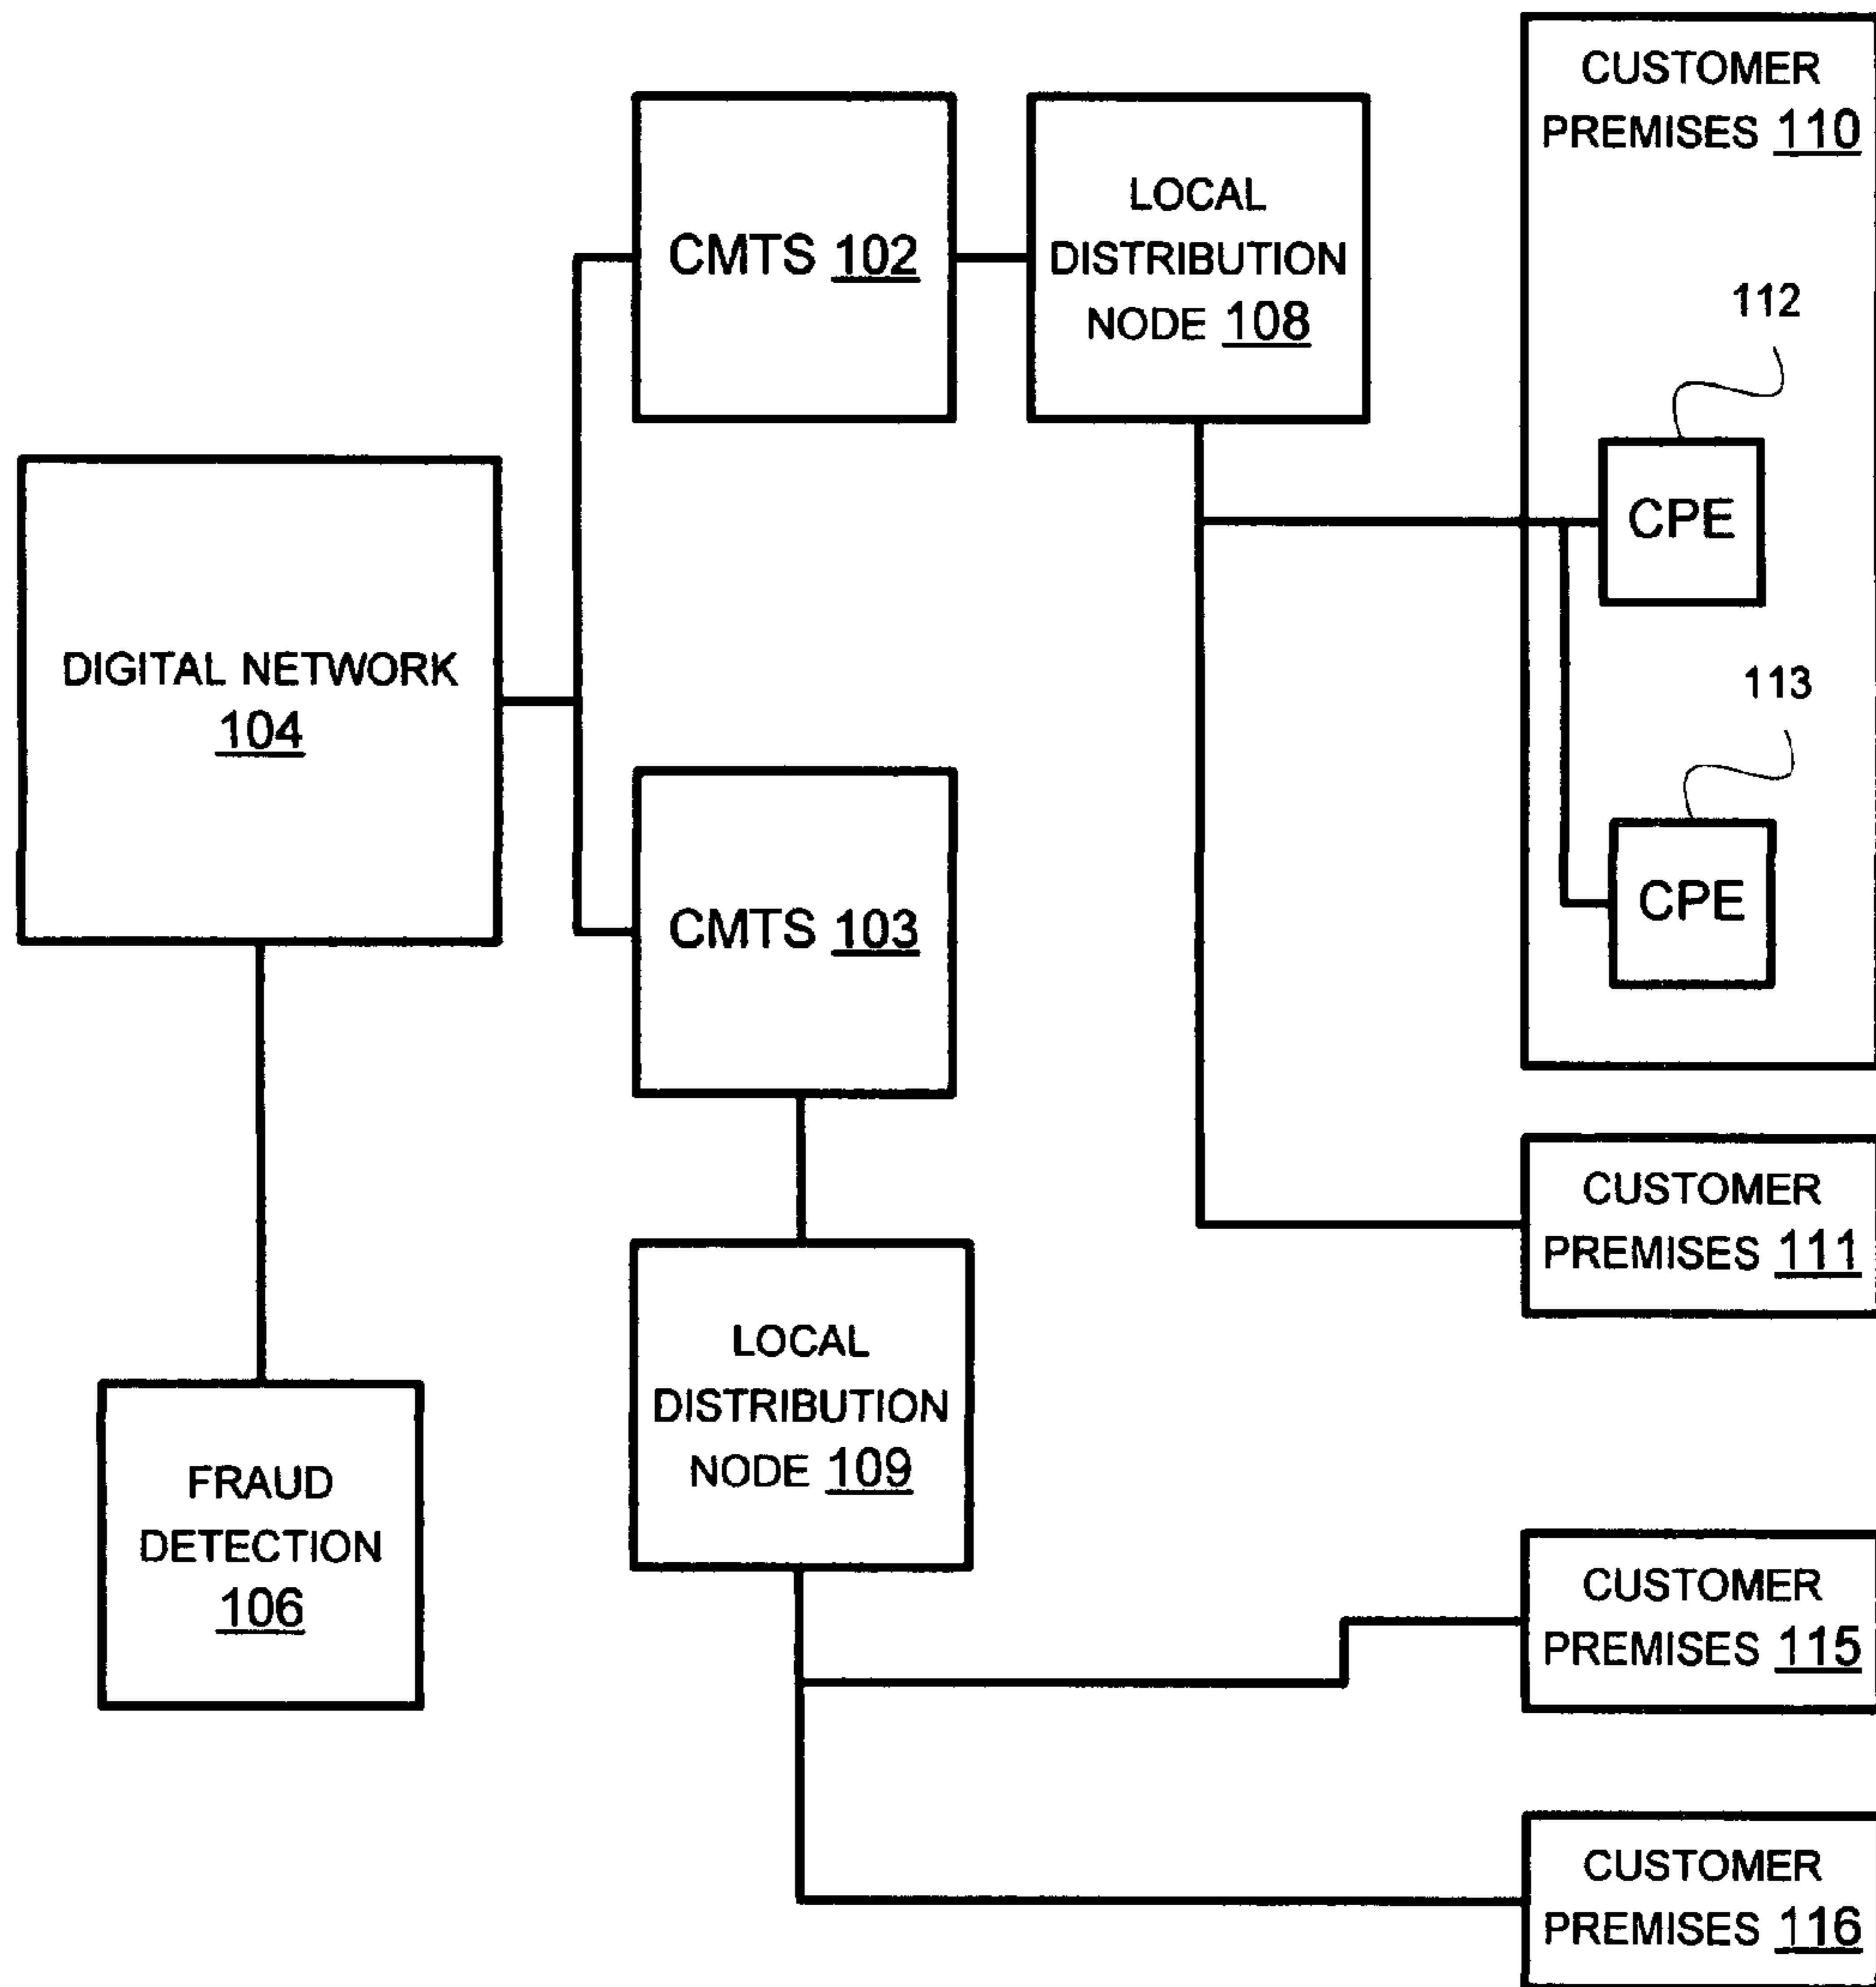 CUSTOMER
PREMISES 110
CMTS 102
LOCAL
DISTRIBUTION
NODE 108
112
CPE
DIGITAL NETWORK
104
113
CPE
CMTS 103
CUSTOMER
PREMISES 111
LOCAL
DISTRIBUTION
NODE 109
FRAUD
DETECTION
106
CUSTOMER
PREMISES 115
CUSTOMER
PREMISES 116